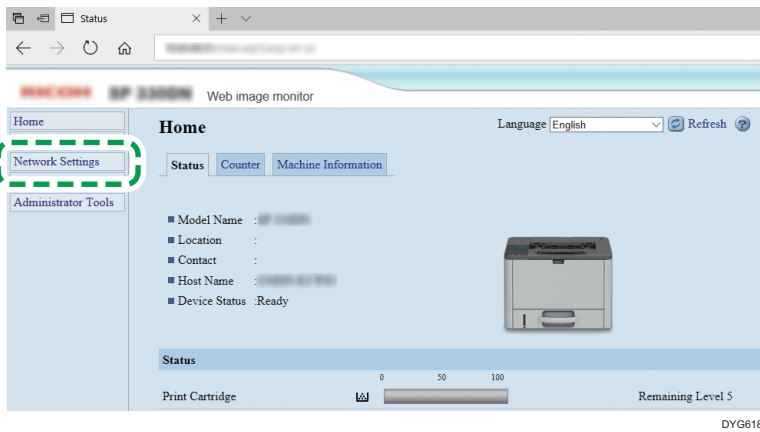 Status
Web image monitor
Home
Network Settings
Administrator Tools
Home
Language English Refresh
Status Counter Machine Information
Model Name :
Location :
Contact :
Host Name :
Device Status :Ready
Status
0 50 100
Print Cartridge Remaining Level 5
DYG618